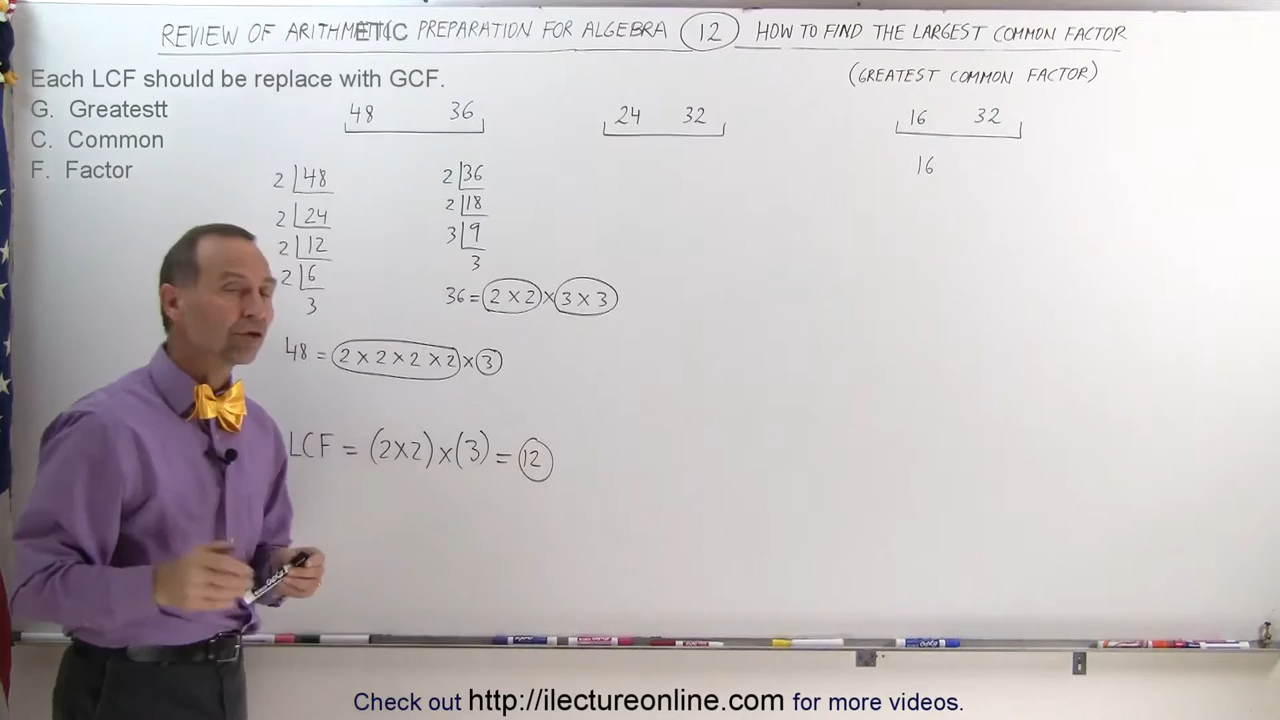 REVIEW OF ARITHMETIC PREPARATION FOR ALGEBRA 12 HOW TO FIND THE LARGEST COMMON FACTOR
(GREATEST COMMON FACTOR)
Each LCF should be replace with GCF.
G. Greatestt
C. Common
F. Factor
48 36
24 32
16 32
16
2 48
2 24
2 12
2 6
3
2 36
2 18
3 9
3
36 = 2 × 2 × 3 × 3
48 = 2 × 2 × 2 × 2 × 3
LCF = (2×2) × (3) = 12
Check out http://ilectureonline.com for more videos.